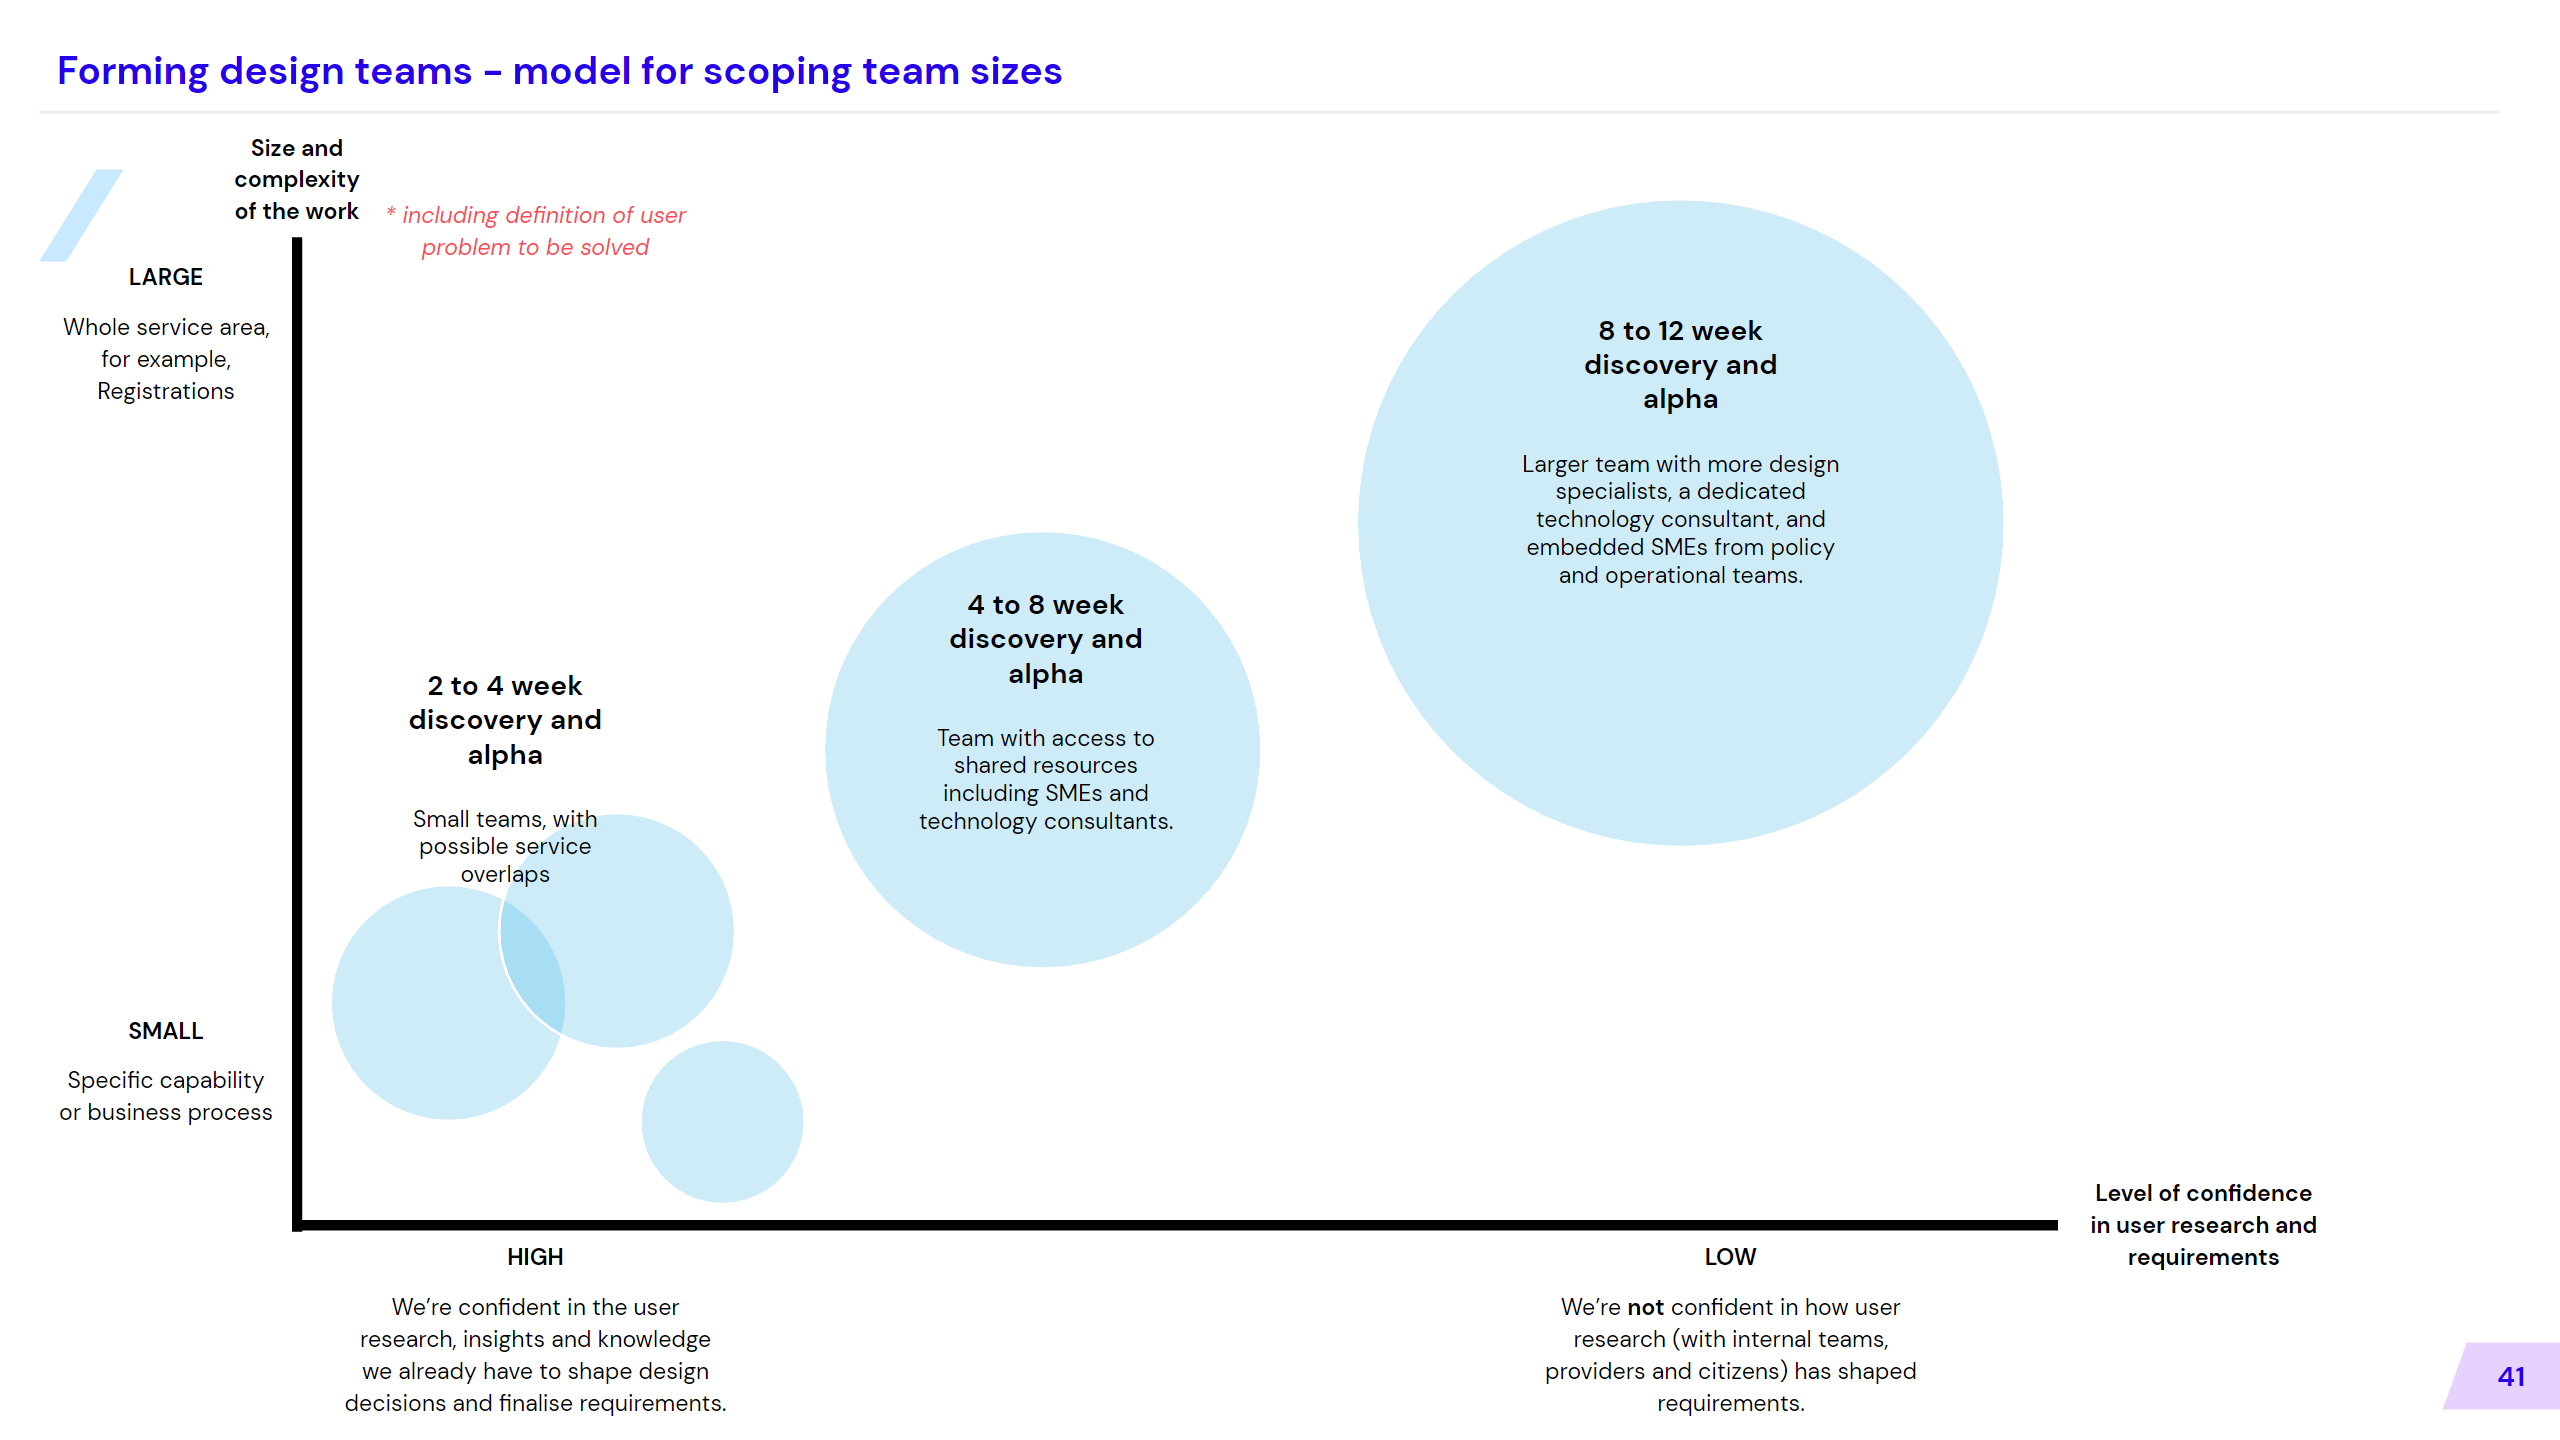 Forming design teams - model for scoping team sizes
Size and
complexity
of the work
* including definition of user
problem to be solved
LARGE
Whole service area,
for example,
Registrations
8 to 12 week
discovery and
alpha
Larger team with more design
specialists, a dedicated
technology consultant, and
embedded SMEs from policy
and operational teams.
4 to 8 week
discovery and
alpha
Team with access to
shared resources
including SMEs and
technology consultants.
2 to 4 week
discovery and
alpha
Small teams, with
possible service
overlaps
SMALL
Specific capability
or business process
Level of confidence
in user research and
requirements
HIGH
We’re confident in the user
research, insights and knowledge
we already have to shape design
decisions and finalise requirements.
LOW
We’re not confident in how user
research (with internal teams,
providers and citizens) has shaped
requirements.
41